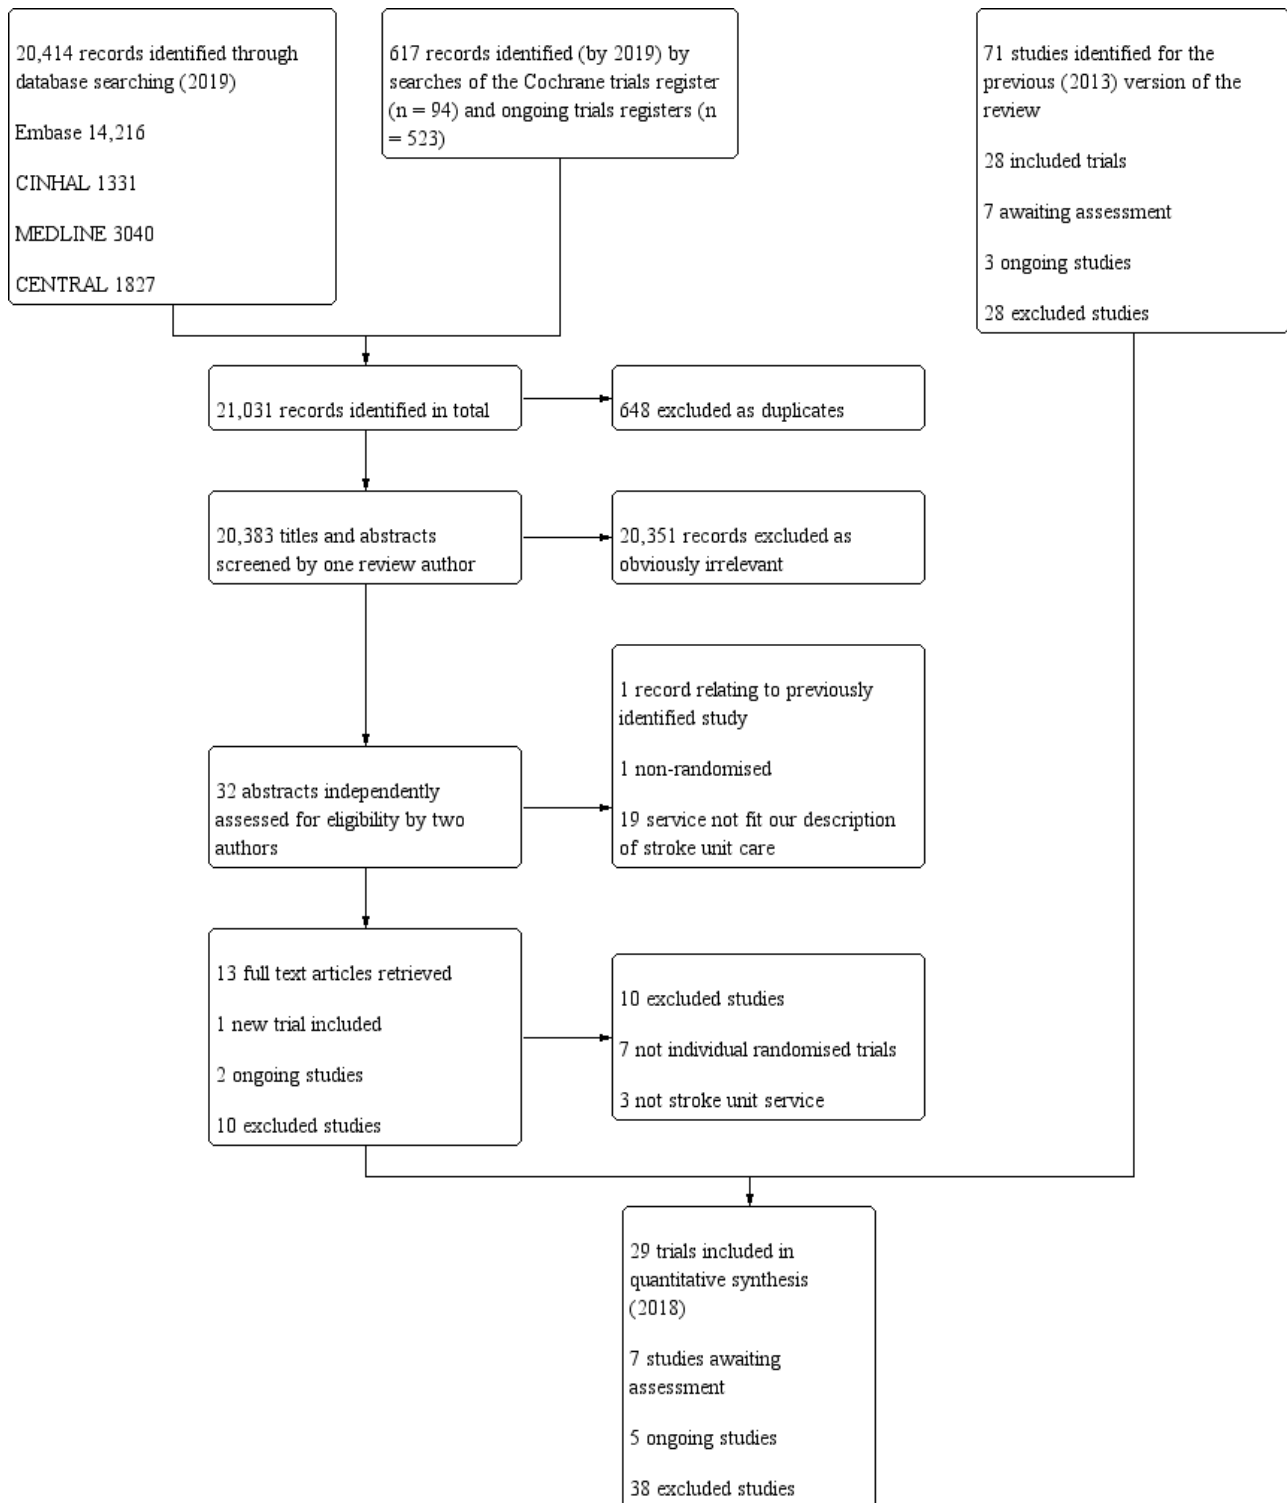 20,414 records identified through
database searching (2019)
Embase 14,216
CINHAL 1331
MEDLINE 3040
CENTRAL 1827
617 records identified (by 2019) by
searches of the Cochrane trials register
(n = 94) and ongoing trials registers (n
= 523)
71 studies identified for the
previous (2013) version of the
review
28 included trials
7 awaiting assessment
3 ongoing studies
28 excluded studies
21,031 records identified in total
648 excluded as duplicates
20,383 titles and abstracts
screened by one review author
20,351 records excluded as
obviously irrelevant
32 abstracts independently
assessed for eligibility by two
authors
1 record relating to previously
identified study
1 non-randomised
19 service not fit our description
of stroke unit care
13 full text articles retrieved
1 new trial included
2 ongoing studies
10 excluded studies
10 excluded studies
7 not individual randomised trials
3 not stroke unit service
29 trials included in
quantitative synthesis
(2018)
7 studies awaiting
assessment
5 ongoing studies
38 excluded studies